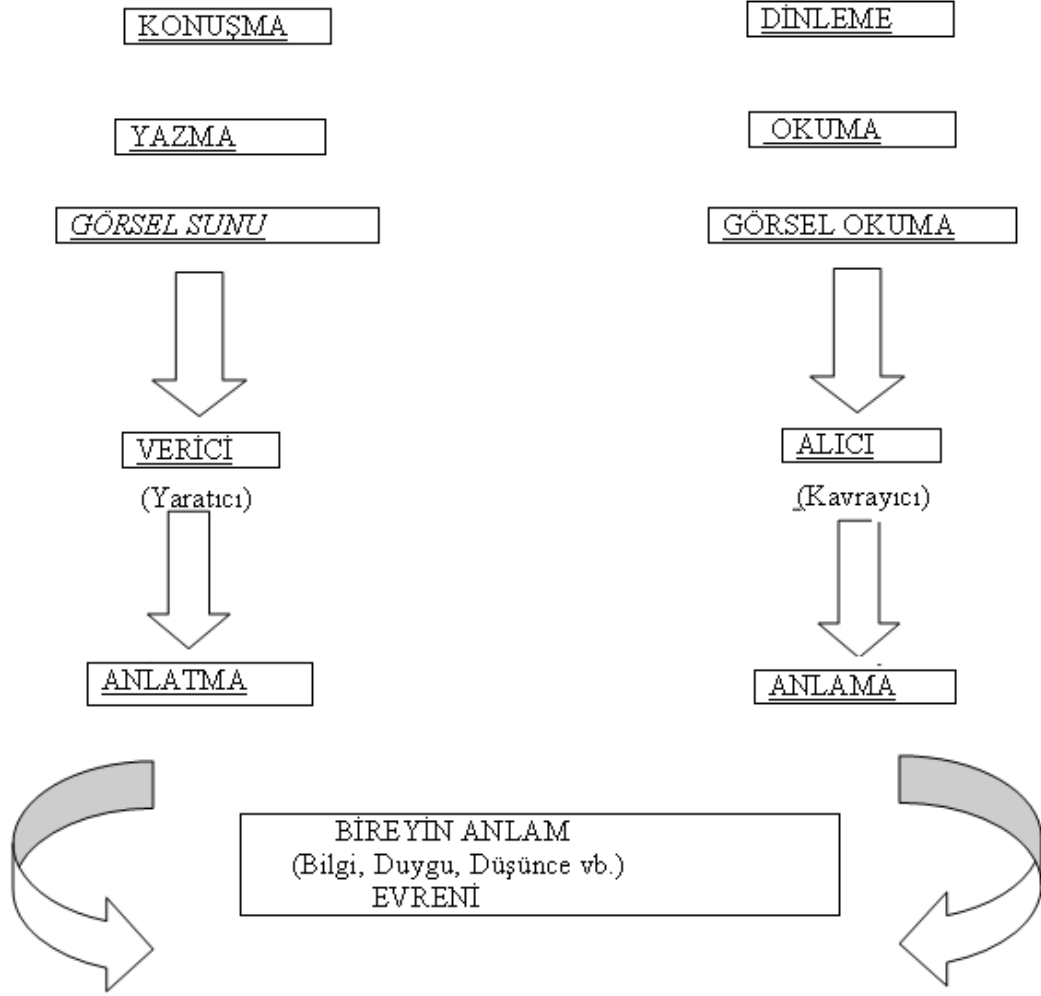 KONUŞMA
DİNLEME
YAZMA
OKUMA
GÖRSEL SUNU
GÖRSEL OKUMA
VERİCİ
ALICI
(Yaratıcı)
(Kavrayıcı)
ANLATMA
ANLAMA
BİREYİN ANLAM
(Bilgi, Duygu, Düşünce vb.)
EVRENİ